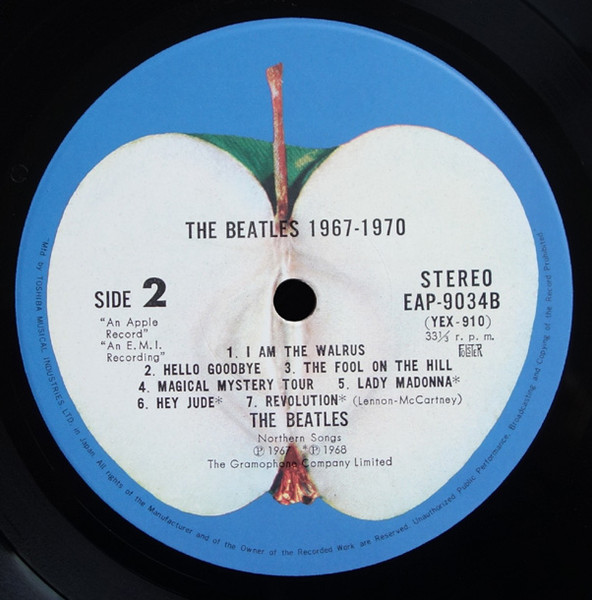 THE BEATLES 1967-1970
SIDE 2
STEREO
EAP-9034B
(YEX-910)
33⅓ r. p. m.
"An Apple
Record"
"An E.M.I.
Recording"
1. I AM THE WALRUS
2. HELLO GOODBYE 3. THE FOOL ON THE HILL
4. MAGICAL MYSTERY TOUR 5. LADY MADONNA*
6. HEY JUDE* 7. REVOLUTION* (Lennon-McCartney)
THE BEATLES
Northern Songs
℗ 1967 *℗ 1968
The Gramophone Company Limited
"Mfd by TOSHIBA MUSICAL INDUSTRIES, LTD. in Japan. All rights of the Manufacturer and of the Owner of the Recorded Work are Reserved. Unauthorized Public Performance, Broadcasting and Copying of the Record Prohibited.